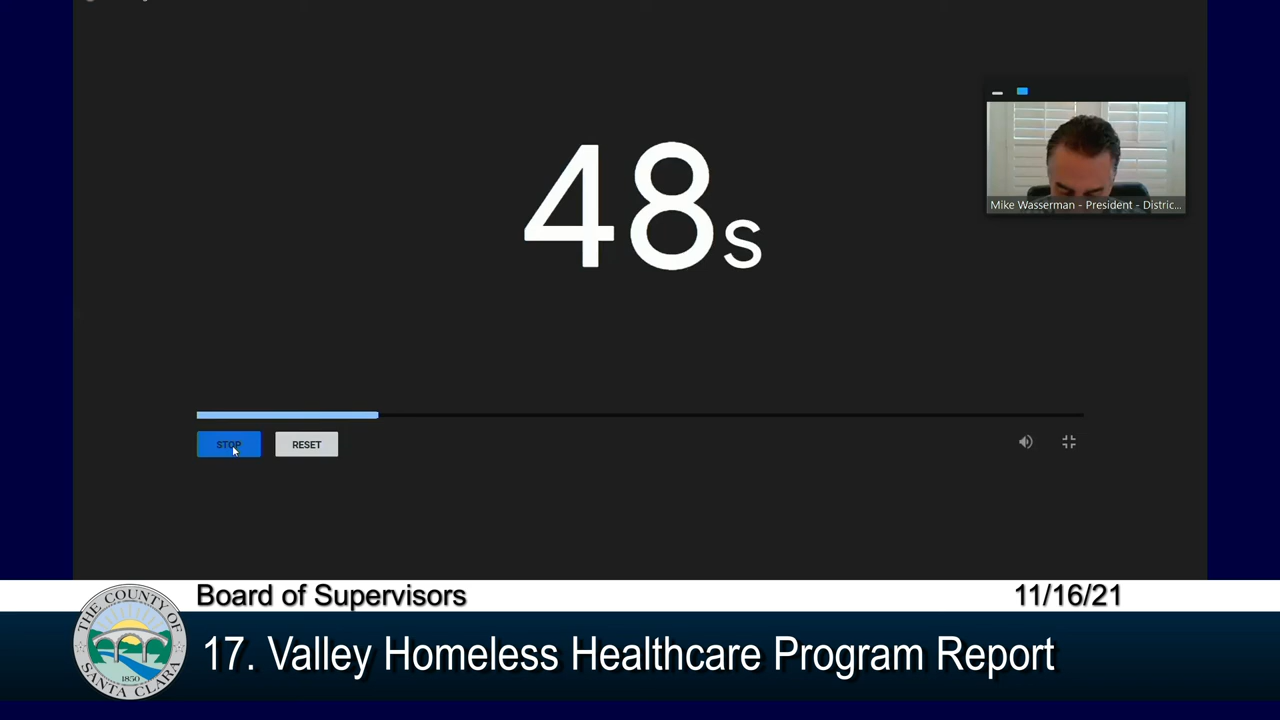 48s
Mike Wasserman - President - Distric...
STOP
RESET
Board of Supervisors
11/16/21
THE COUNTY OF
SANTA CLARA
1850
17. Valley Homeless Healthcare Program Report